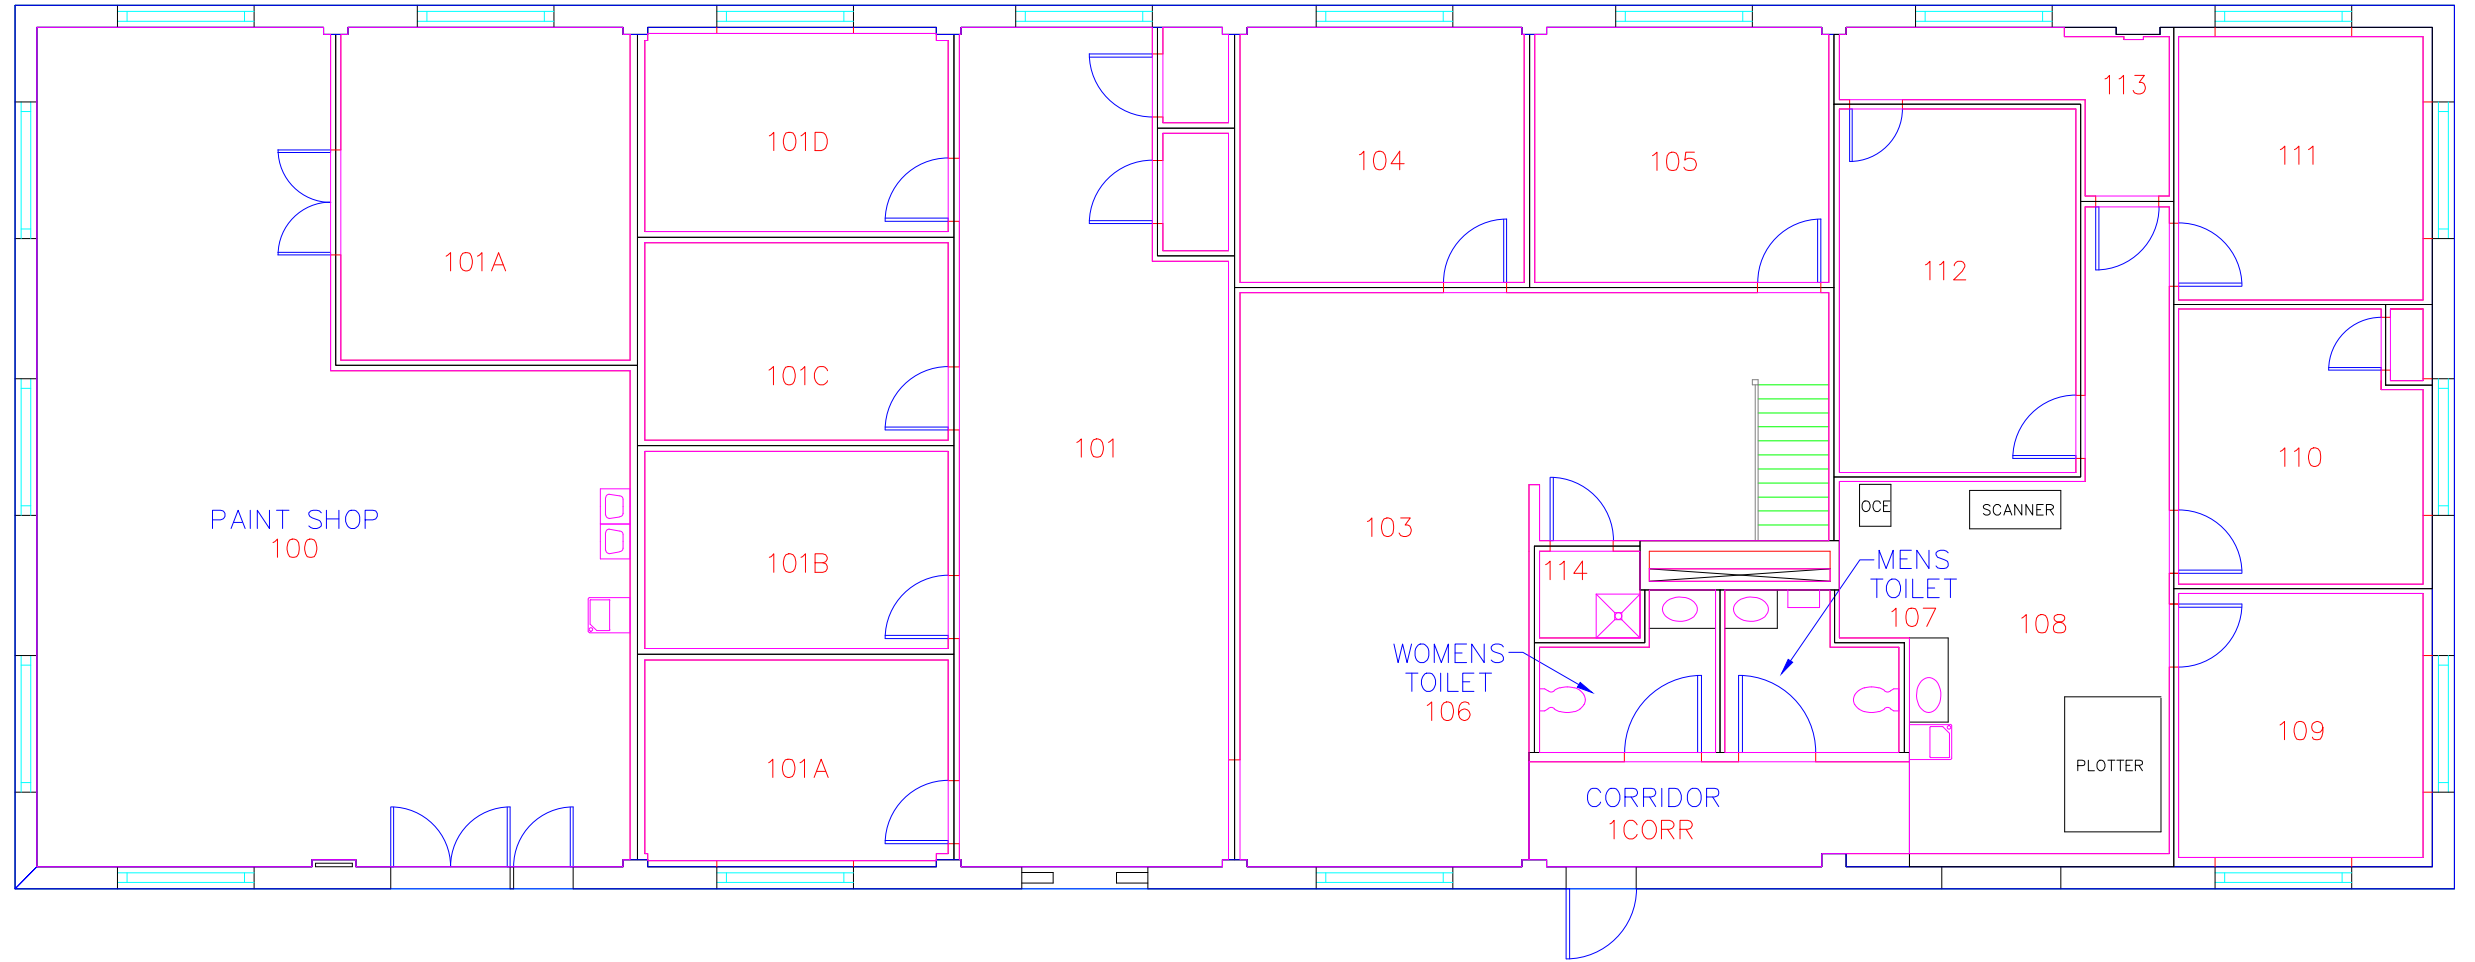 113
101D
104
105
111
101A
112
101C
101
110
OCE
SCANNER
PAINT SHOP
100
103
101B
114
MENS
TOILET
107
108
WOMENS
TOILET
106
109
101A
PLOTTER
CORRIDOR
1CORR